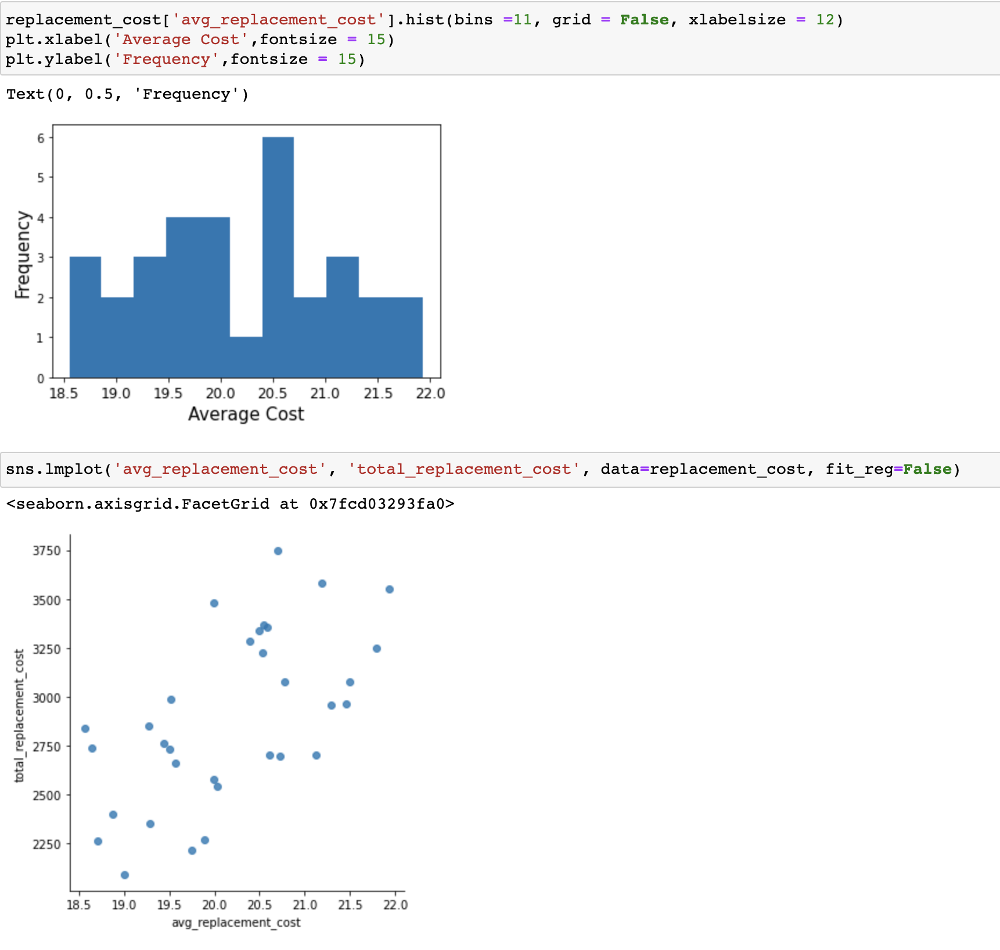 replacement_cost['avg_replacement_cost'].hist(bins =11, grid = False, xlabelsize = 12)
plt.xlabel('Average Cost',fontsize = 15)
plt.ylabel('Frequency',fontsize = 15)
Text(0, 0.5, 'Frequency')
6
5
4
3
2
1
0
Frequency
18.5 19.0 19.5 20.0 20.5 21.0 21.5 22.0
Average Cost
sns.lmplot('avg_replacement_cost', 'total_replacement_cost', data=replacement_cost, fit_reg=False)
<seaborn.axisgrid.FacetGrid at 0x7fcd03293fa0>
3750
3500
3250
3000
2750
2500
2250
total_replacement_cost
18.5 19.0 19.5 20.0 20.5 21.0 21.5 22.0
avg_replacement_cost